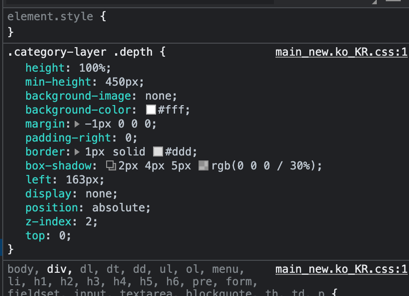 element.style {
}
.category-layer .depth { main_new.ko_KR.css:1
height: 100%;
min-height: 450px;
background-image: none;
background-color: #fff;
margin: -1px 0 0 0;
padding-right: 0;
border: 1px solid #ddd;
box-shadow: 2px 4px 5px rgb(0 0 0 / 30%);
left: 163px;
display: none;
position: absolute;
z-index: 2;
top: 0;
}
body, div, dl, dt, dd, ul, ol, menu, main_new.ko_KR.css:1
li, h1, h2, h3, h4, h5, h6, pre, form,
fieldset, input, textarea, blockquote, th, td, p {